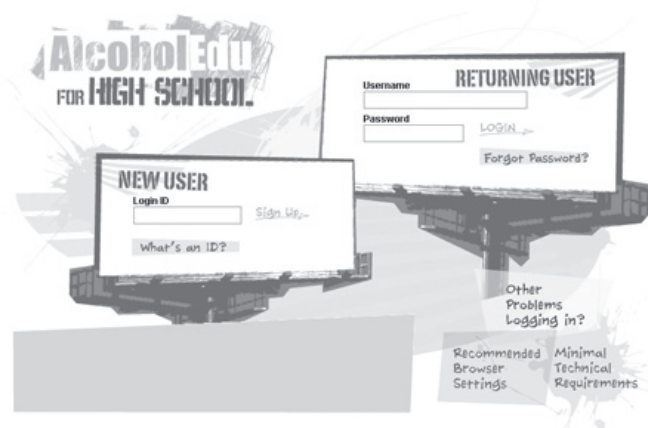 AlcoholEdu
FOR HIGH SCHOOL
RETURNING USER
Username
Password
LOGIN
Forgot Password?
NEW USER
Login ID
Sign Up
What's an ID?
Other
Problems
Logging in?
Recommended
Browser
Settings
Minimal
Technical
Requirements